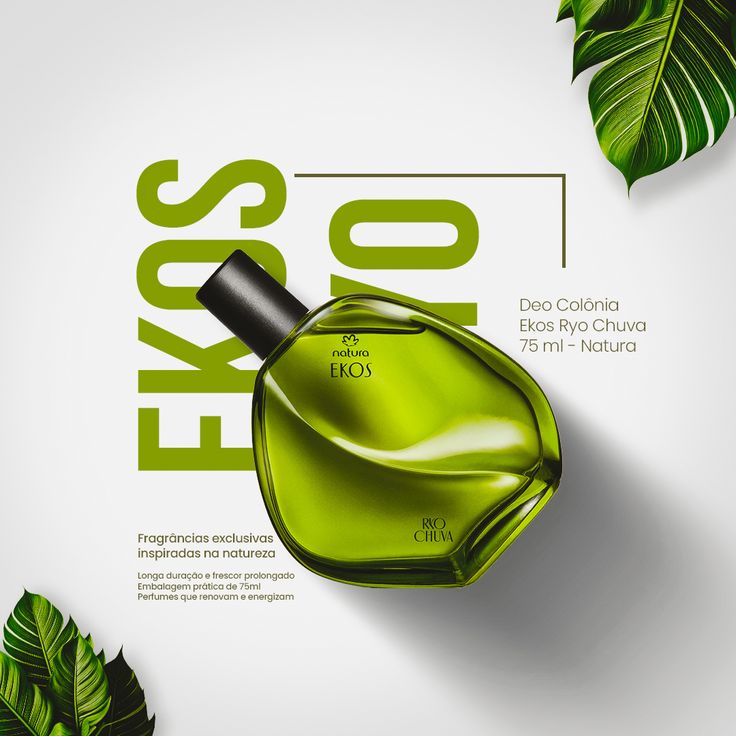 EKOS
RYO
Deo Colônia
Ekos Ryo Chuva
75 ml - Natura
natura
EKOS
RYO
CHUVA
Fragrâncias exclusivas
inspiradas na natureza
Longa duração e frescor prolongado
Embalagem prática de 75ml
Perfumes que renovam e energizam